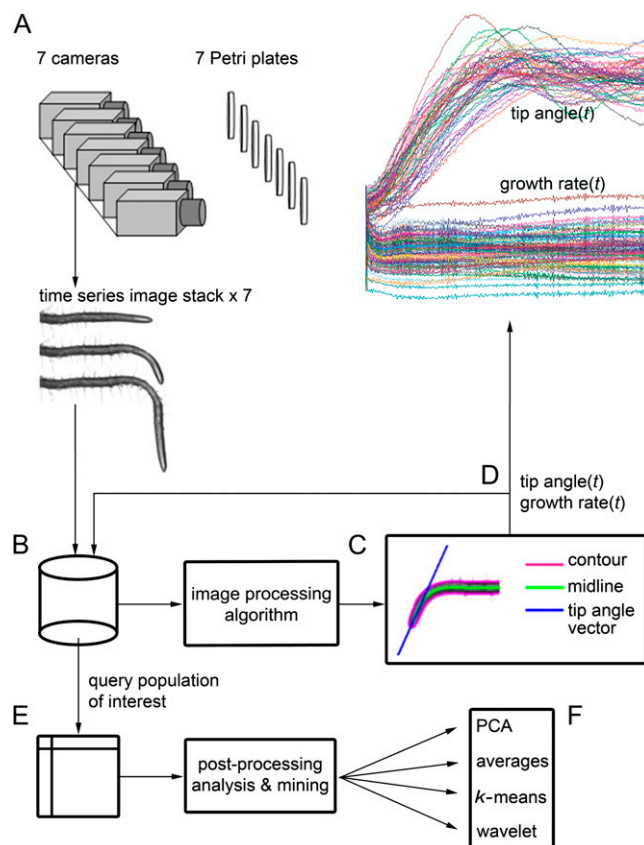 A
7 cameras
7 Petri plates
tip angle(t)
growth rate(t)
time series image stack x 7
D
tip angle(t)
growth rate(t)
B
image processing
algorithm
C
contour
midline
tip angle
vector
query population
of interest
E
post-processing
analysis & mining
F
PCA
averages
k-means
wavelet